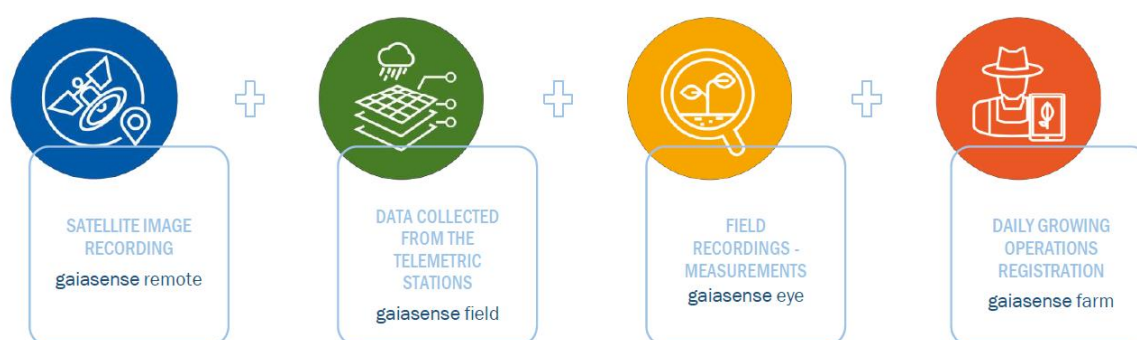 SATELLITE IMAGE
RECORDING
gaiasense remote
DATA COLLECTED
FROM THE
TELEMETRIC
STATIONS
gaiasense field
FIELD
RECORDINGS -
MEASUREMENTS
gaiasense eye
DAILY GROWING
OPERATIONS
REGISTRATION
gaiasense farm